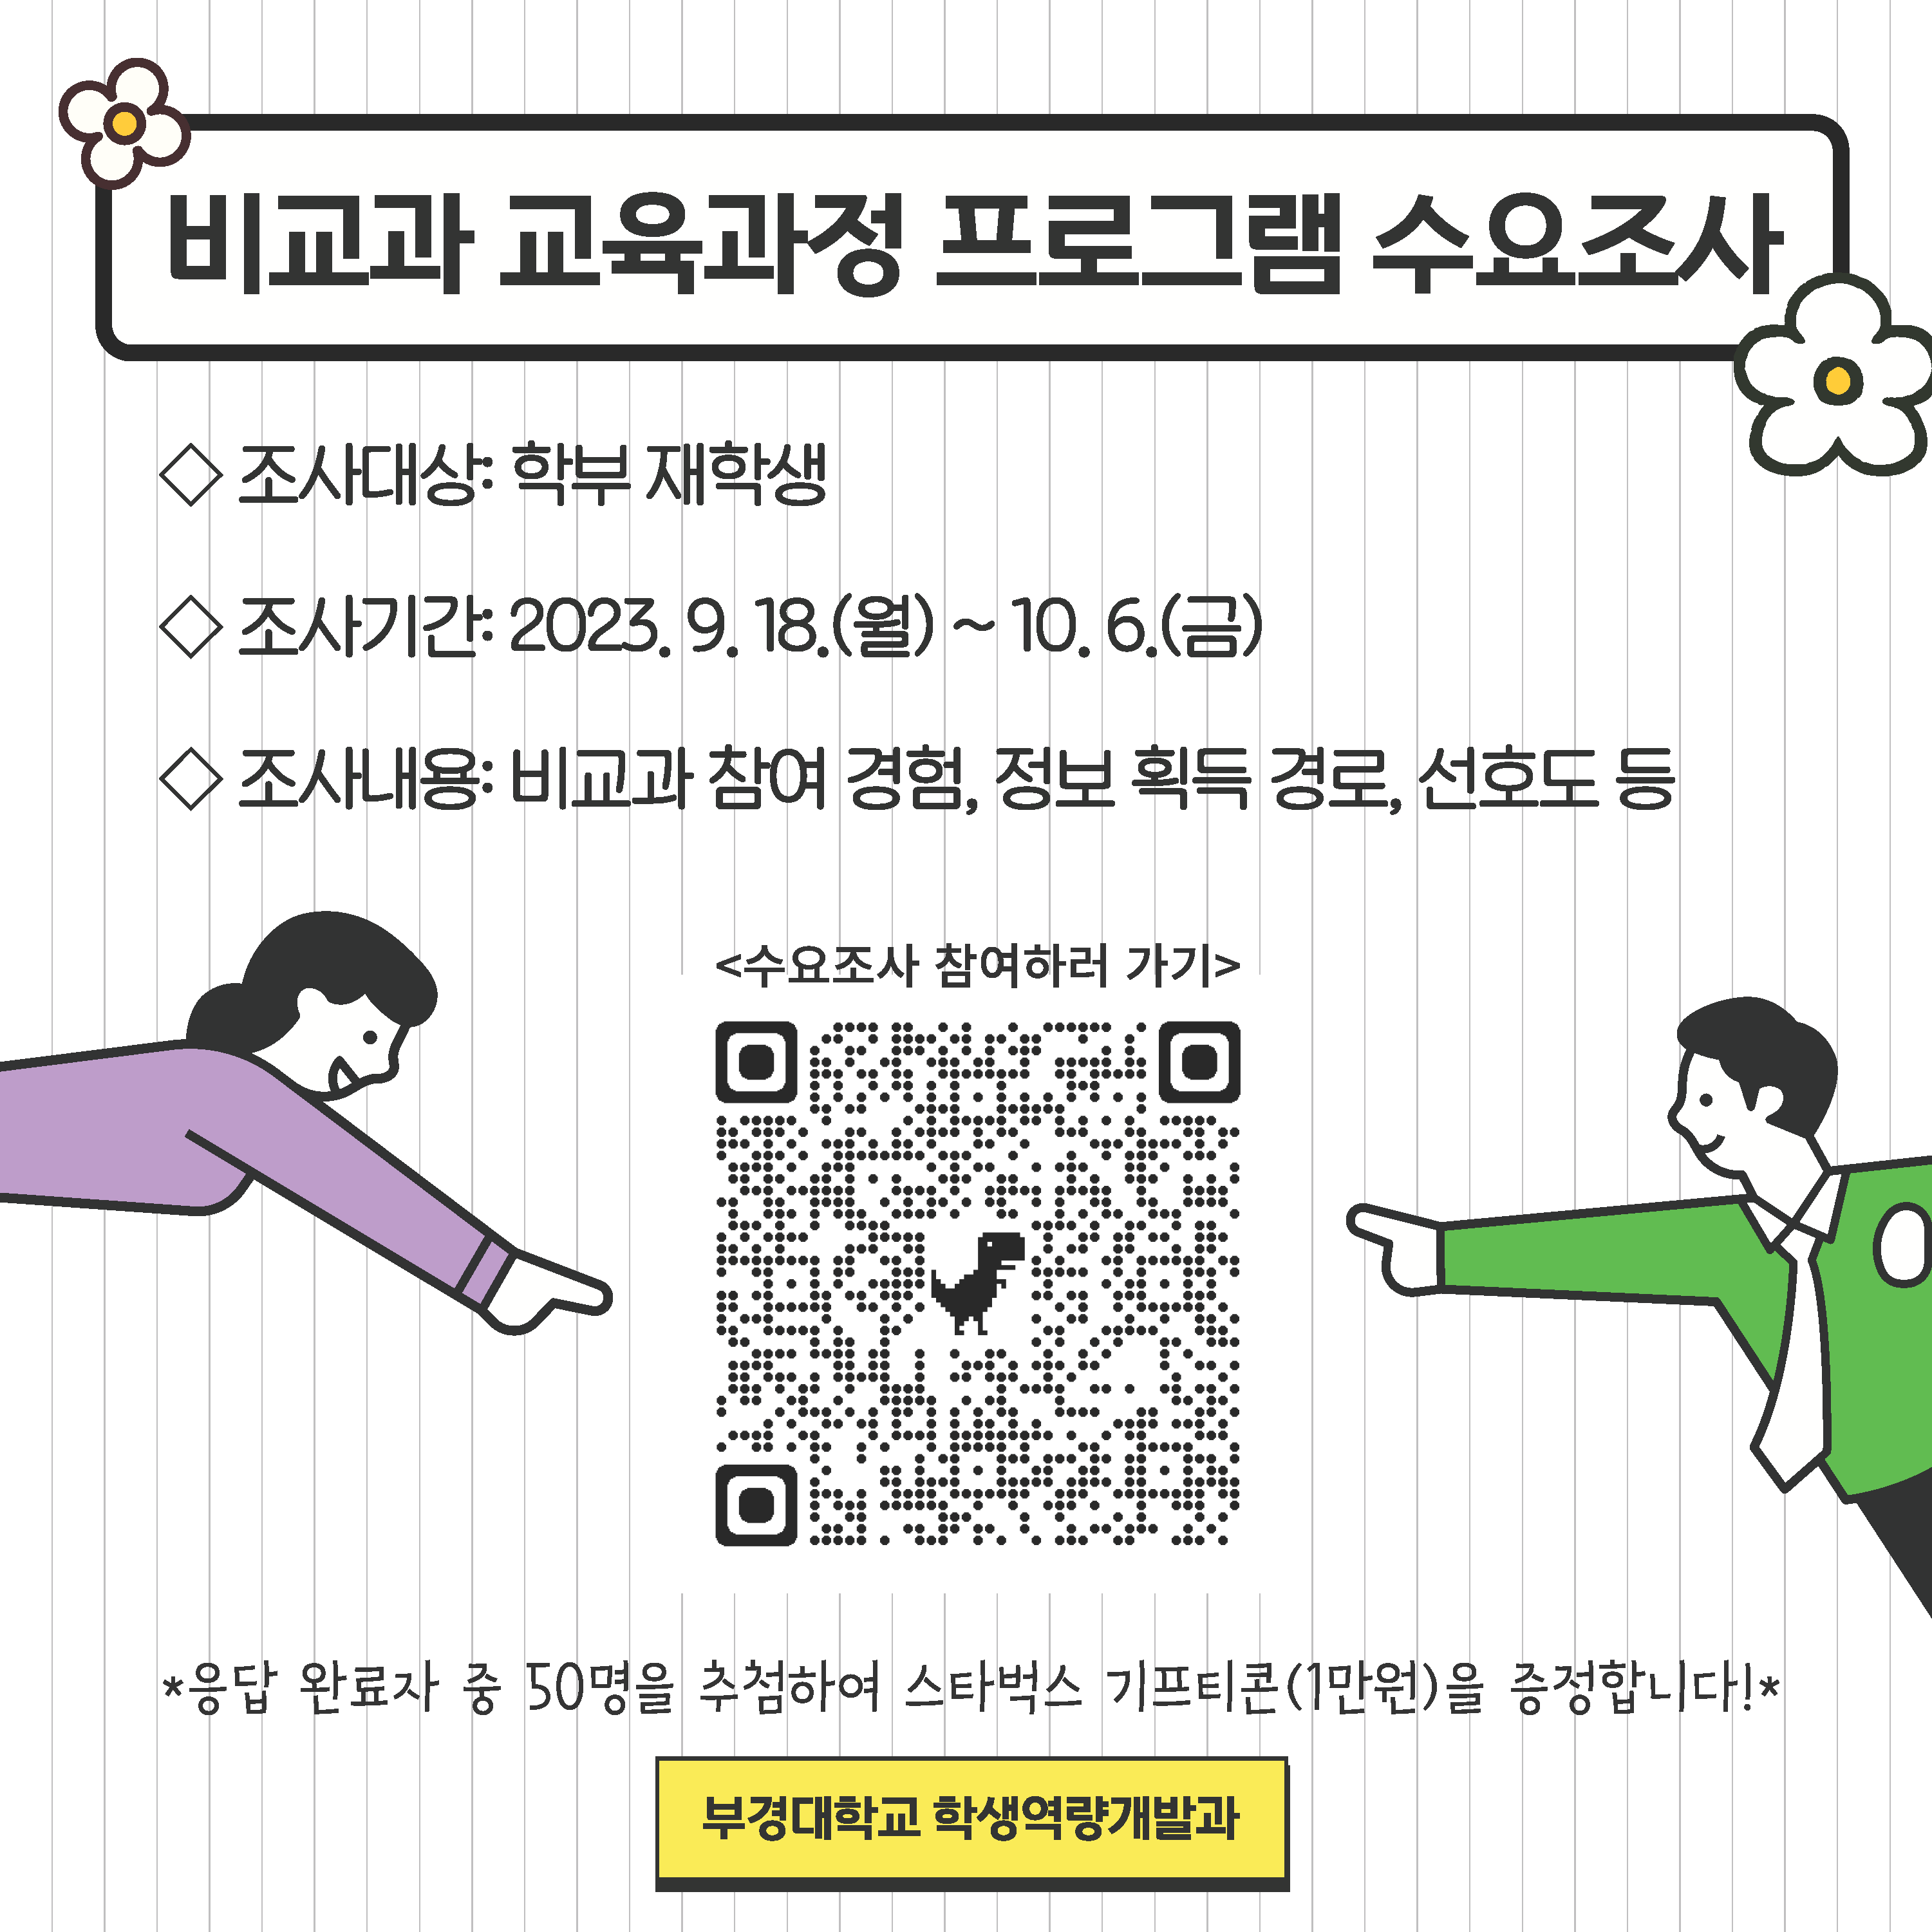 비교과 교육과정 프로그램 수요조사
◇ 조사대상: 학부 재학생
◇ 조사기간: 2023. 9. 18.(월) ~ 10. 6.(금)
◇ 조사내용: 비교과 참여 경험, 정보 획득 경로, 선호도 등
<수요조사 참여하러 가기>
*응답 완료자 중 50명을 추첨하여 스타벅스 기프티콘(1만원)을 증정합니다!*
부경대학교 학생역량개발과